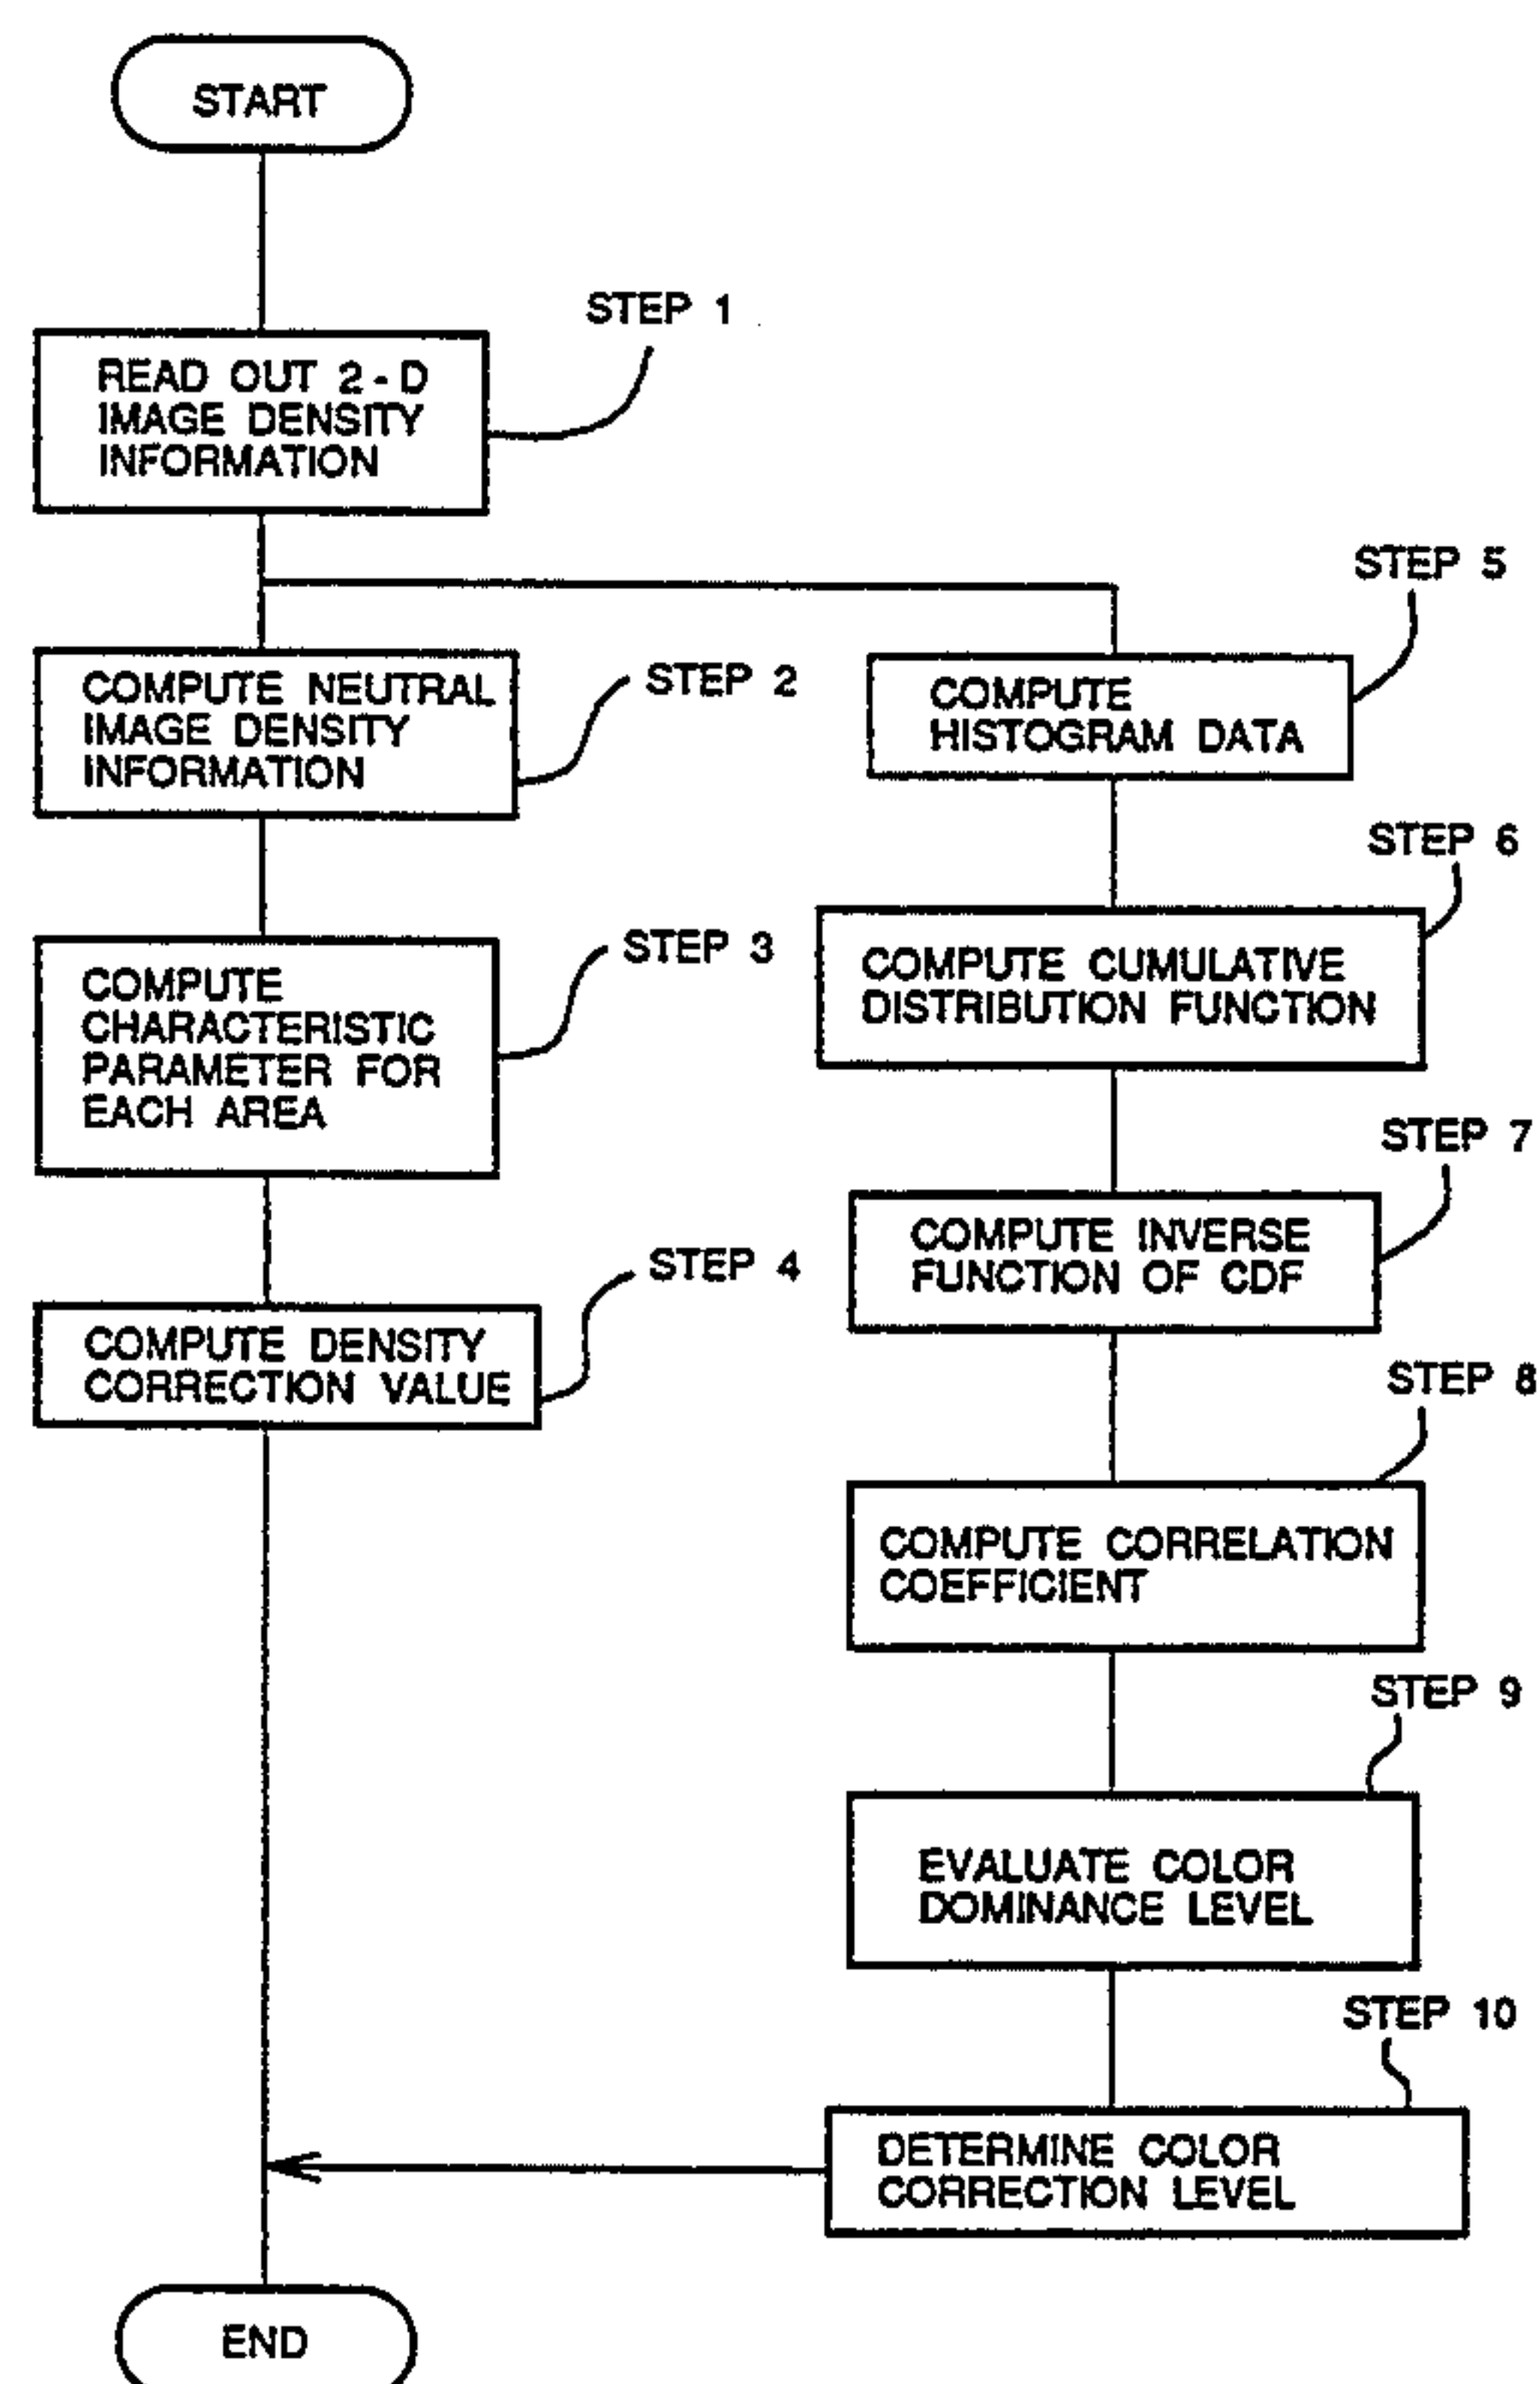 START
STEP 1
READ OUT 2-D
IMAGE DENSITY
INFORMATION
STEP 2
COMPUTE NEUTRAL
IMAGE DENSITY
INFORMATION
STEP 3
COMPUTE
CHARACTERISTIC
PARAMETER FOR
EACH AREA
STEP 4
COMPUTE DENSITY
CORRECTION VALUE
STEP 5
COMPUTE
HISTOGRAM DATA
STEP 6
COMPUTE CUMULATIVE
DISTRIBUTION FUNCTION
STEP 7
COMPUTE INVERSE
FUNCTION OF CDF
STEP 8
COMPUTE CORRELATION
COEFFICIENT
STEP 9
EVALUATE COLOR
DOMINANCE LEVEL
STEP 10
DETERMINE COLOR
CORRECTION LEVEL
END